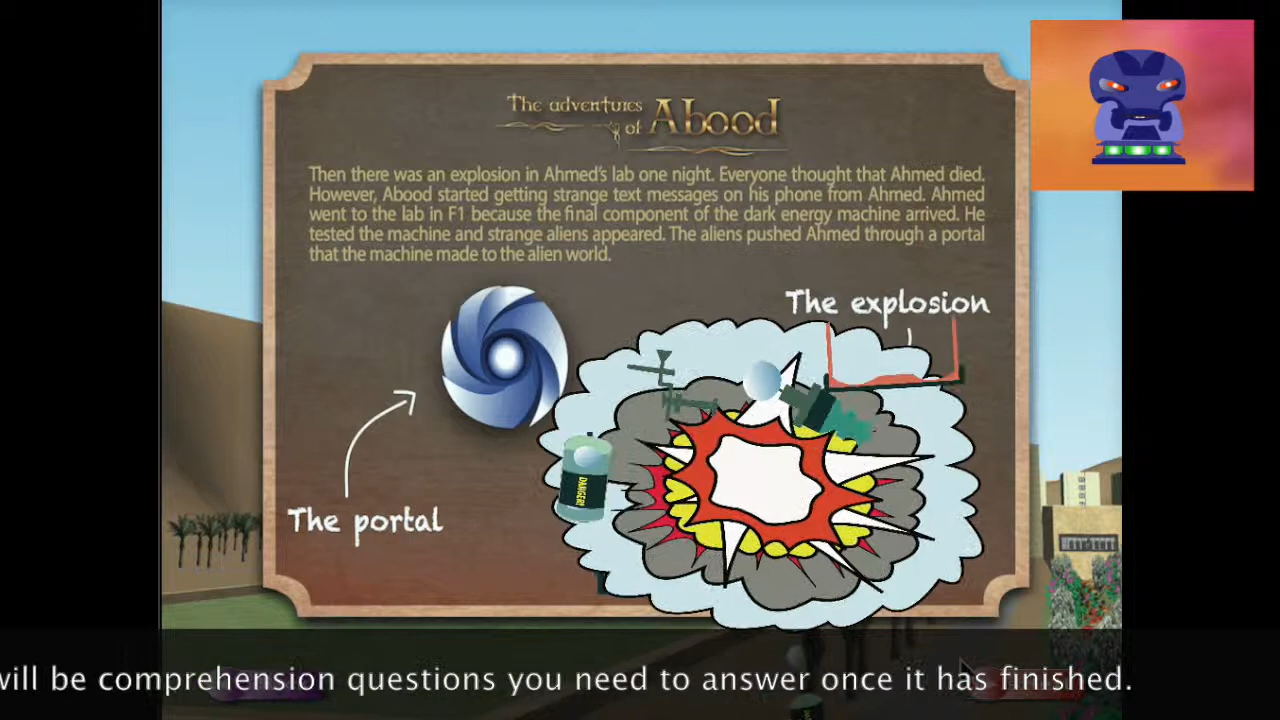 The adventures
of Abood
Then there was an explosion in Ahmed's lab one night. Everyone thought that Ahmed died.
However, Abood started getting strange text messages on his phone from Ahmed. Ahmed
went to the lab in F1 because the final component of the dark energy machine arrived. He
tested the machine and strange aliens appeared. The aliens pushed Ahmed through a portal
that the machine made to the alien world.
The explosion
DANGER!
The portal
will be comprehension questions you need to answer once it has finished.